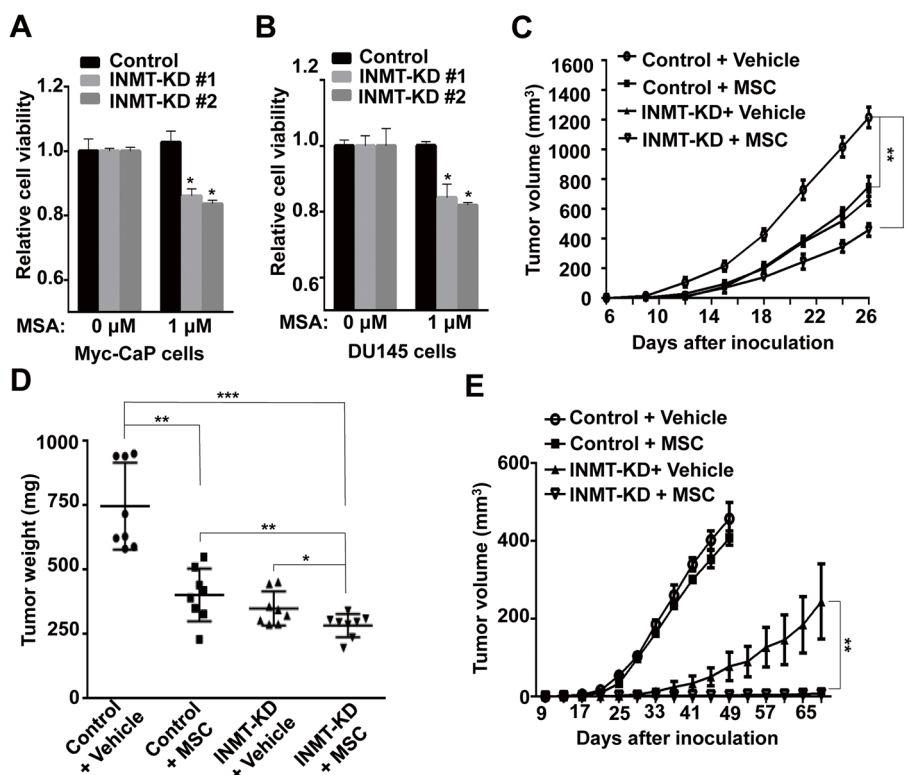 A
Control
INMT-KD #1
INMT-KD #2
Relative cell viability
1.2
1.0
0.8
1.0
* *
MSA: 0 µM 1 µM
Myc-CaP cells
B
Control
INMT-KD #1
INMT-KD #2
Relative cell viability
1.2
1.0
0.8
0.6
* *
MSA: 0 µM 1 µM
DU145 cells
C
Control + Vehicle
Control + MSC
INMT-KD+ Vehicle
INMT-KD + MSC
Tumor volume (mm³)
1600
1400
1200
1000
800
600
400
200
0
**
6 10 14 18 22 26
Days after inoculation
D
Tumor weight (mg)
1000
750
500
250
0
***
**
**
*
Control
+ Vehicle
Control
+ MSC
INMT-KD
+ Vehicle
INMT-KD
+ MSC
E
Control + Vehicle
Control + MSC
INMT-KD+ Vehicle
INMT-KD + MSC
Tumor volume (mm³)
600
400
200
0
**
9 17 25 33 41 49 57 65
Days after inoculation